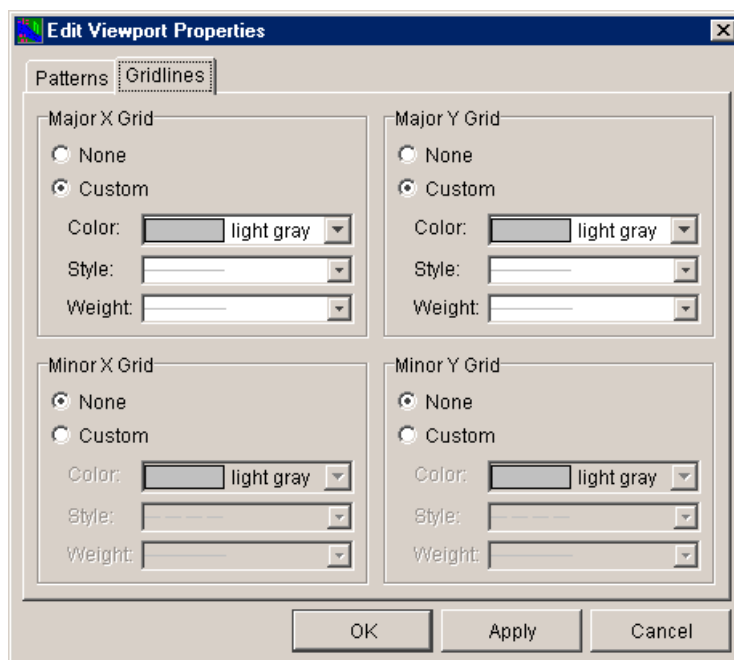 Edit Viewport Properties
Patterns
Gridlines
Major X Grid
None
Custom
Color: light gray
Style:
Weight:
Major Y Grid
None
Custom
Color: light gray
Style:
Weight:
Minor X Grid
None
Custom
Color: light gray
Style:
Weight:
Minor Y Grid
None
Custom
Color: light gray
Style:
Weight:
OK
Apply
Cancel